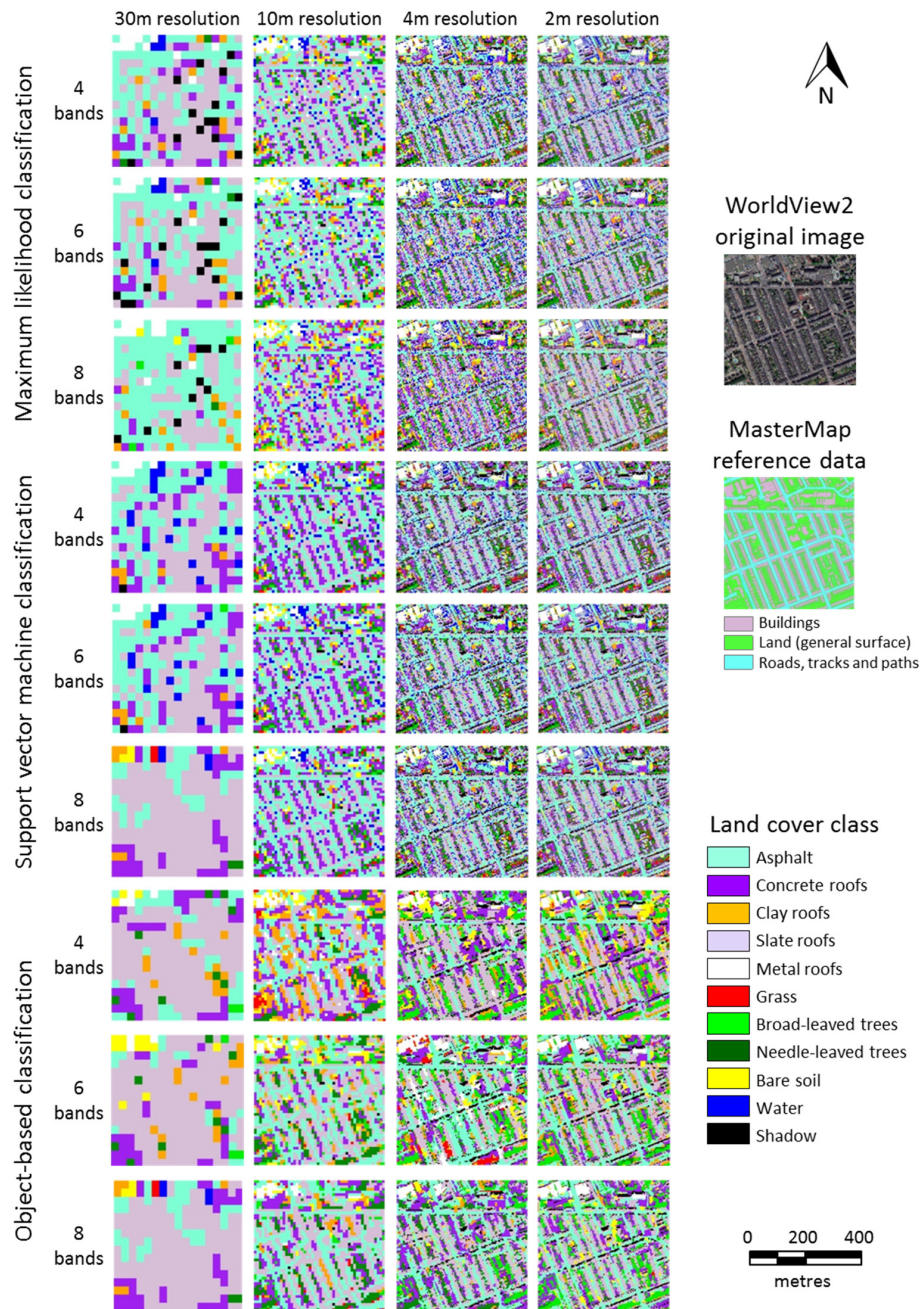 30m resolution 10m resolution 4m resolution 2m resolution
Maximum likelihood classification
4
bands
6
bands
8
bands
Support vector machine classification
4
bands
6
bands
8
bands
Object-based classification
4
bands
6
bands
8
bands
N
WorldView2
original image
MasterMap
reference data
Buildings
Land (general surface)
Roads, tracks and paths
Land cover class
Asphalt
Concrete roofs
Clay roofs
Slate roofs
Metal roofs
Grass
Broad-leaved trees
Needle-leaved trees
Bare soil
Water
Shadow
0 200 400
metres